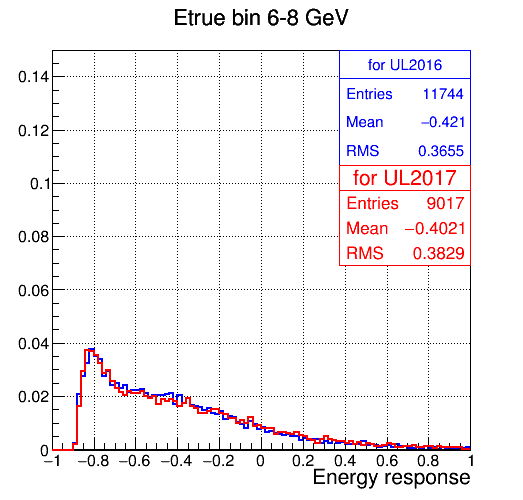 Etrue bin 6-8 GeV
for UL2016
Entries 11744
Mean −0.421
RMS 0.3655
for UL2017
Entries 9017
Mean −0.4021
RMS 0.3829
0.14
0.12
0.1
0.08
0.06
0.04
0.02
0
−1 −0.8 −0.6 −0.4 −0.2 0 0.2 0.4 0.6 0.8 1
Energy response